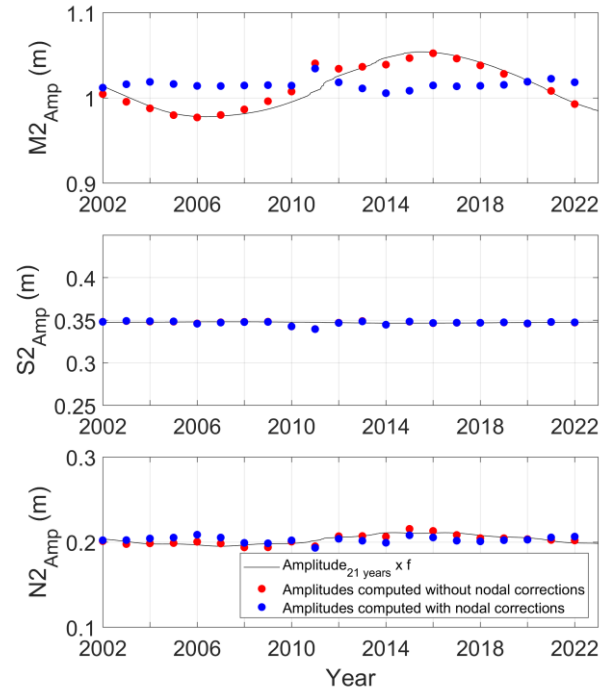 1.1
M2Amp (m)
1
0.9
2002 2006 2010 2014 2018 2022
0.45
0.4
S2Amp (m)
0.35
0.3
0.25
2002 2006 2010 2014 2018 2022
0.3
N2Amp (m)
0.2
Amplitude21 years x f
Amplitudes computed without nodal corrections
Amplitudes computed with nodal corrections
0.1
2002 2006 2010 2014 2018 2022
Year